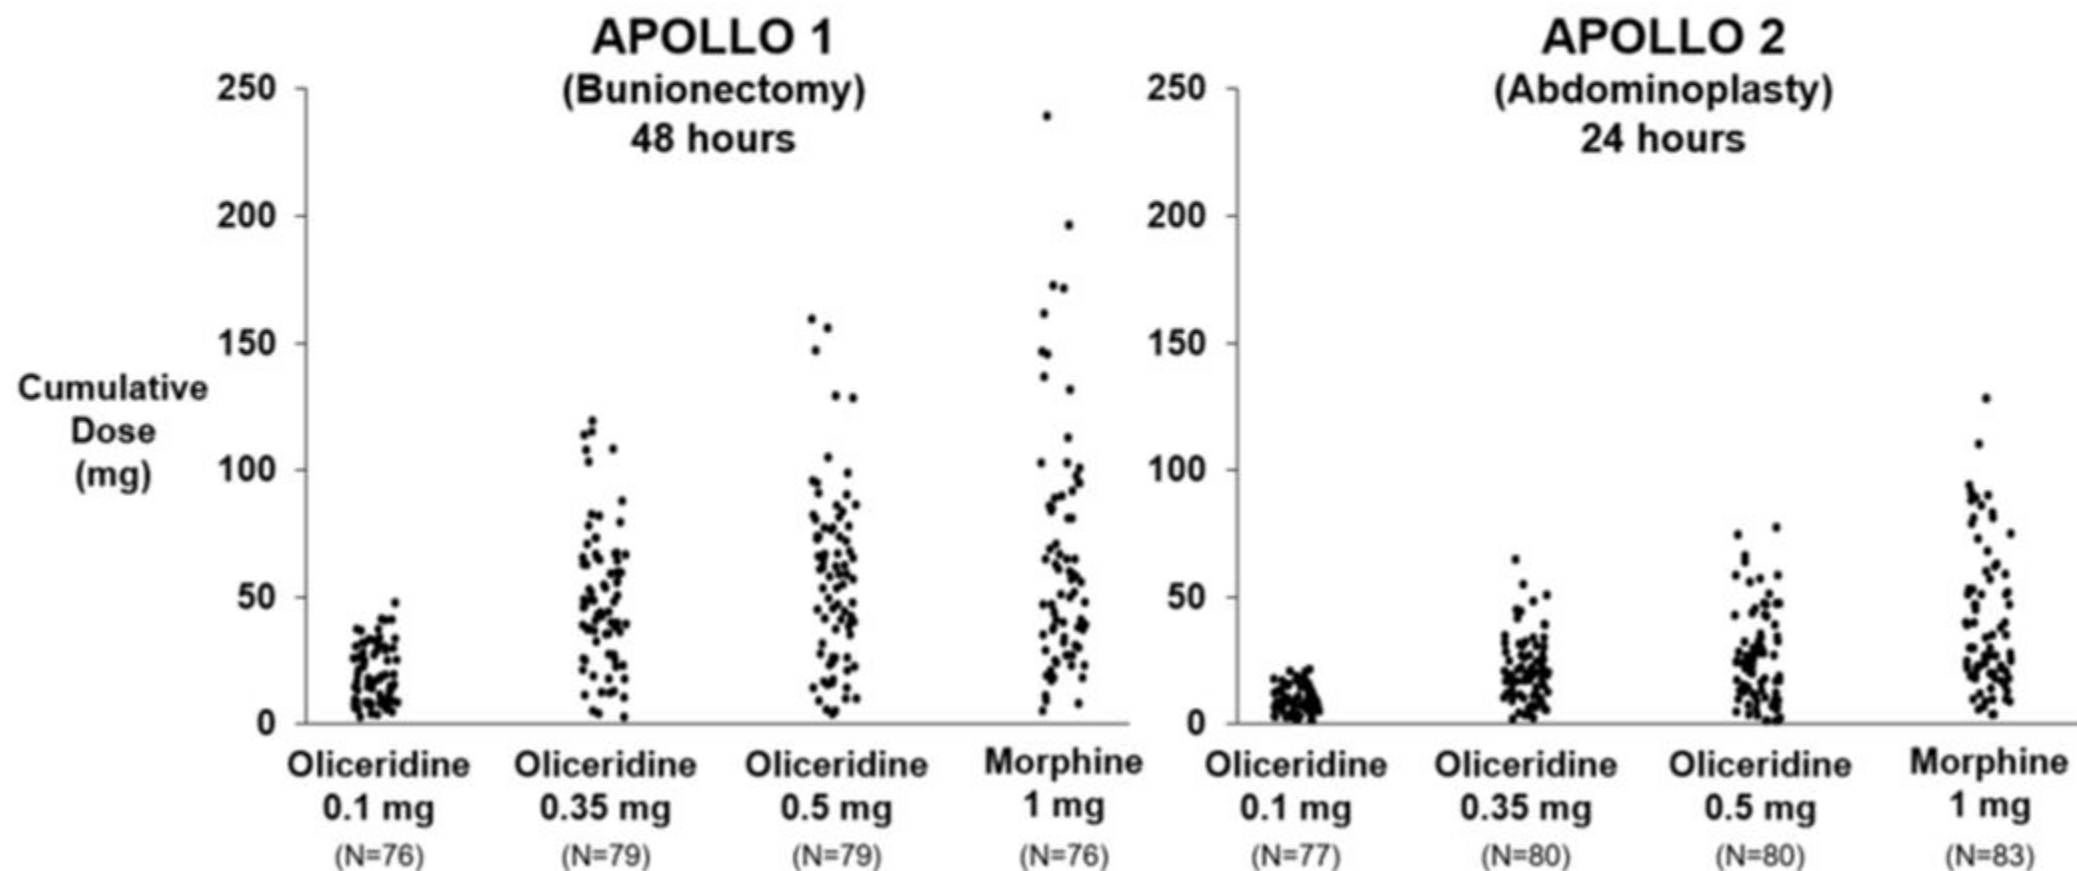 APOLLO 1
(Bunionectomy)
48 hours
Cumulative
Dose
(mg)
250
200
150
100
50
0
Oliceridine
0.1 mg
(N=76)
Oliceridine
0.35 mg
(N=79)
Oliceridine
0.5 mg
(N=79)
Morphine
1 mg
(N=76)
APOLLO 2
(Abdominoplasty)
24 hours
250
200
150
100
50
0
Oliceridine
0.1 mg
(N=77)
Oliceridine
0.35 mg
(N=80)
Oliceridine
0.5 mg
(N=80)
Morphine
1 mg
(N=83)